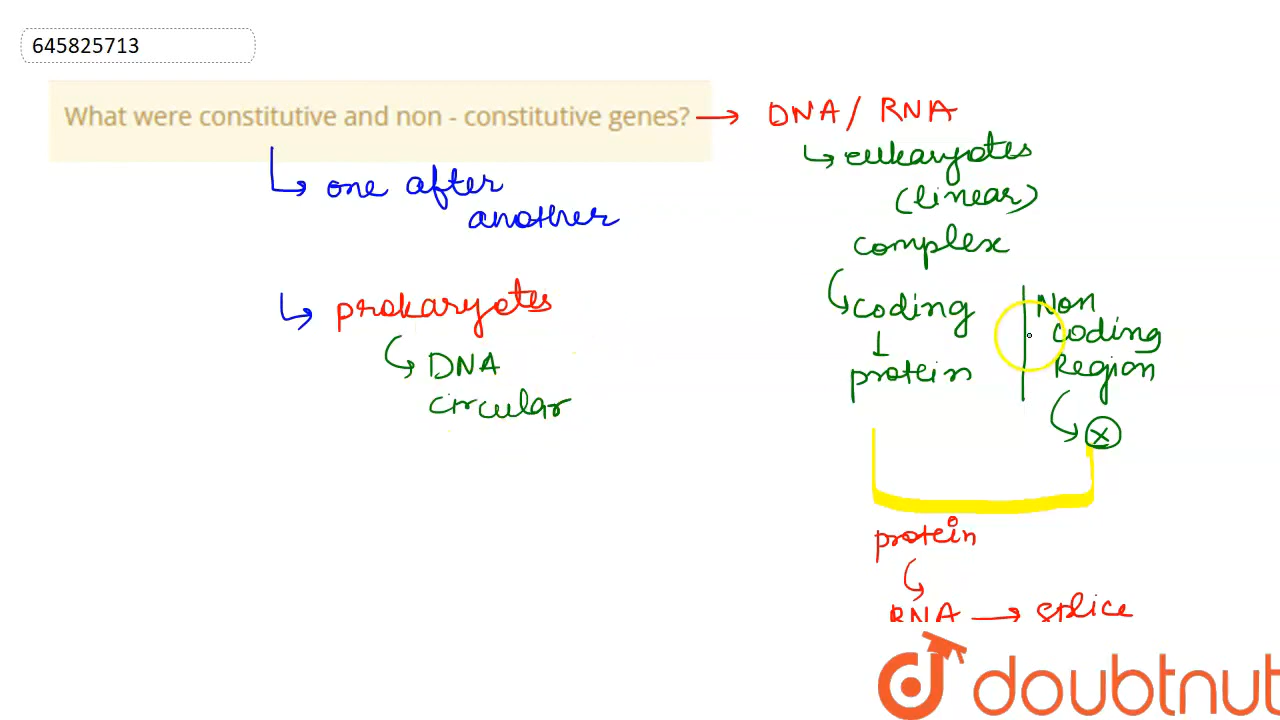 645825713
What were constitutive and non - constitutive genes?
DNA / RNA
eukaryotes
(linear)
complex
one after
another
prokaryotes
DNA
circular
coding
protein
Non
coding
Region
x
protein
RNA
splice
doubtnut